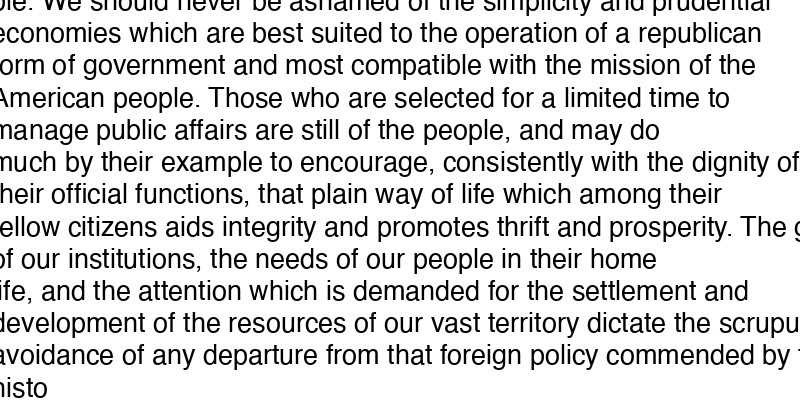 ple. We should never be ashamed of the simplicity and prudential
economies which are best suited to the operation of a republican
form of government and most compatible with the mission of the
American people. Those who are selected for a limited time to
manage public affairs are still of the people, and may do
much by their example to encourage, consistently with the dignity of
their official functions, that plain way of life which among their
fellow citizens aids integrity and promotes thrift and prosperity. The g
of our institutions, the needs of our people in their home
life, and the attention which is demanded for the settlement and
development of the resources of our vast territory dictate the scrupu
avoidance of any departure from that foreign policy commended by
histo